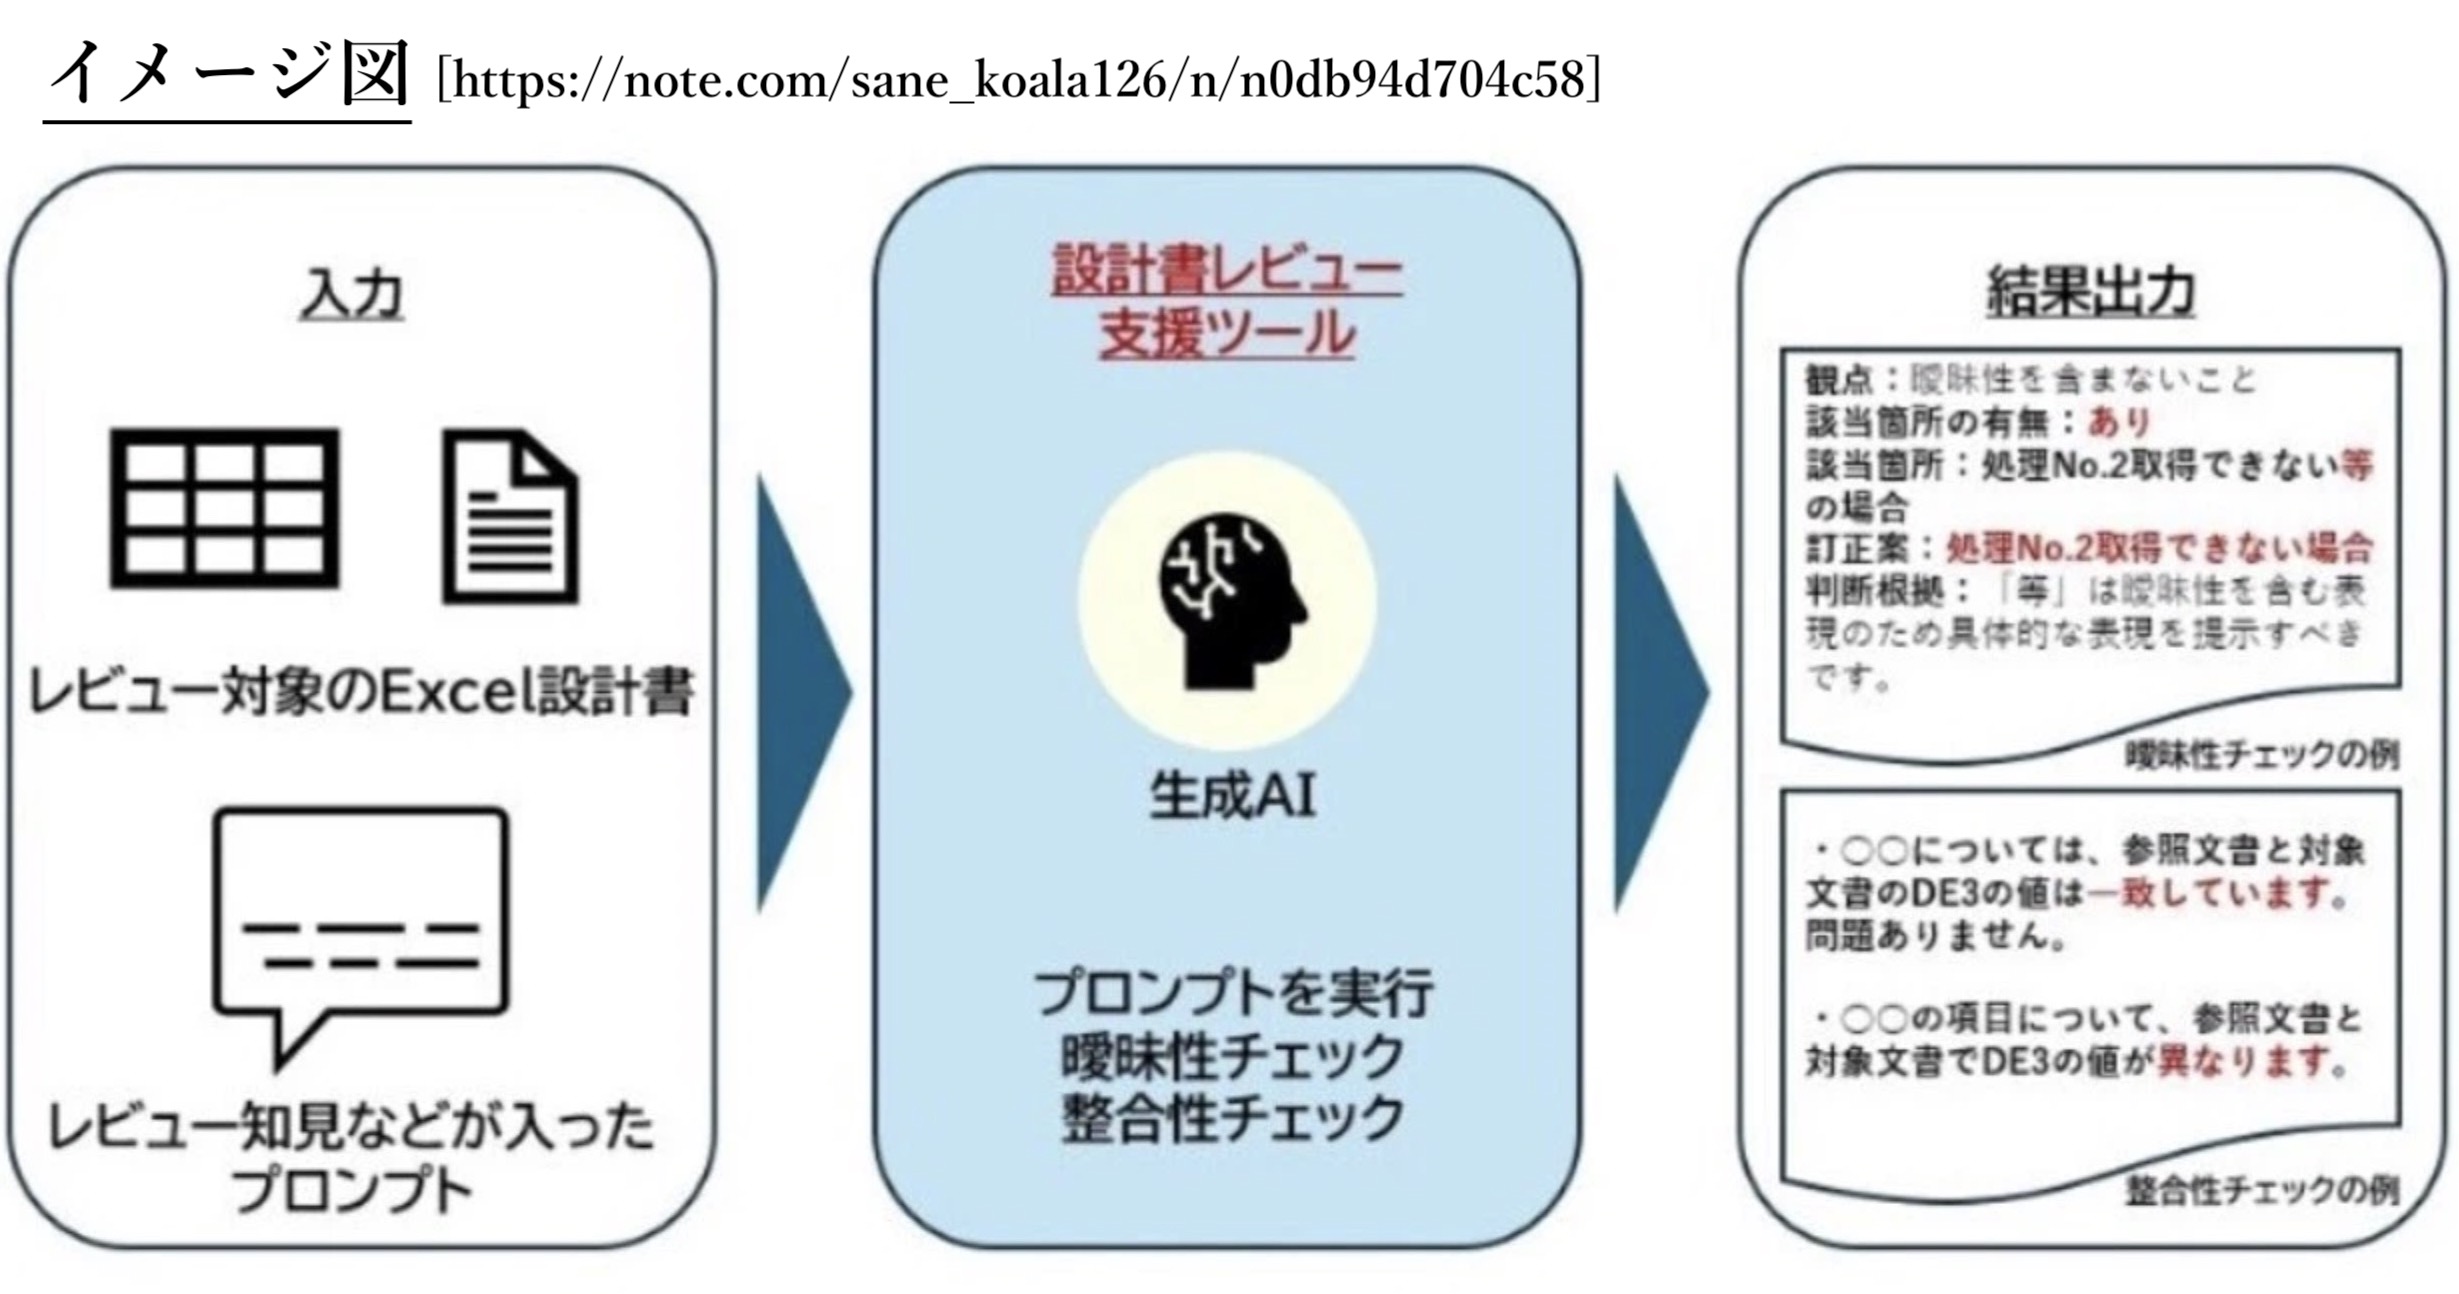 イメージ図 [https://note.com/sane_koala126/n/n0db94d704c58]
入力
レビュー対象のExcel設計書
レビュー知見などが入った
プロンプト
設計書レビュー
支援ツール
生成AI
プロンプトを実行
曖昧性チェック
整合性チェック
結果出力
観点：曖昧性を含まないこと
該当箇所の有無：あり
該当箇所：処理No.2取得できない等
の場合
訂正案：処理No.2取得できない場合
判断根拠：「等」は曖昧性を含む表
現のため具体的な表現を提示すべき
です。
曖昧性チェックの例
・〇〇については、参照文書と対象
文書のDE3の値は一致しています。
問題ありません。
・〇〇の項目について、参照文書と
対象文書でDE3の値が異なります。
整合性チェックの例